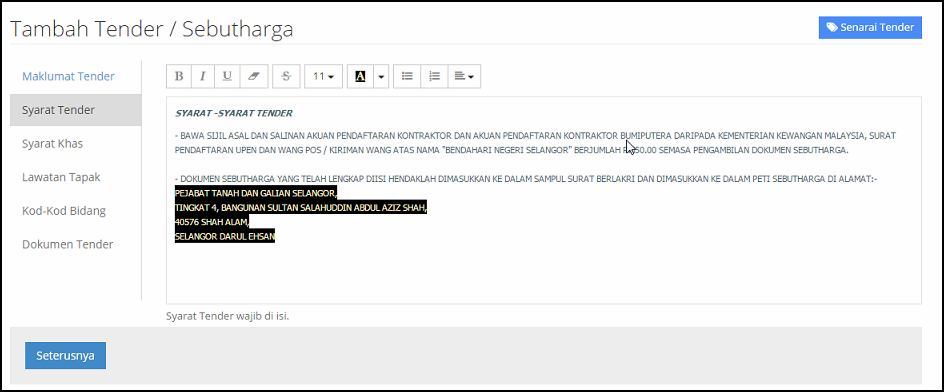 Tambah Tender / Sebutharga
Senarai Tender
Maklumat Tender
Syarat Tender
Syarat Khas
Lawatan Tapak
Kod-Kod Bidang
Dokumen Tender
B I U S 11 A
SYARAT -SYARAT TENDER
- BAWA SIJIL ASAL DAN SALINAN AKUAN PENDAFTARAN KONTRAKTOR DAN AKUAN PENDAFTARAN KONTRAKTOR BUMIPUTERA DARIPADA KEMENTERIAN KEWANGAN MALAYSIA, SURAT
PENDAFTARAN UPEN DAN WANG POS / KIRIMAN WANG ATAS NAMA "BENDAHARI NEGERI SELANGOR" BERJUMLAH SEMASA PENGAMBILAN DOKUMEN SEBUTHARGA.
- DOKUMEN SEBUTHARGA YANG TELAH LENGKAP DIISI HENDAKLAH DIMASUKKAN KE DALAM SAMPUL SURAT BERLAKRI DAN DIMASUKKAN KE DALAM PETI SEBUTHARGA DI ALAMAT:-
PEJABAT TANAH DAN GALIAN SELANGOR,
TINGKAT 4, BANGUNAN SULTAN SALAHUDDIN ABDUL AZIZ SHAH,
40576 SHAH ALAM,
SELANGOR DARUL EHSAN
Syarat Tender wajib di isi.
Seterusnya